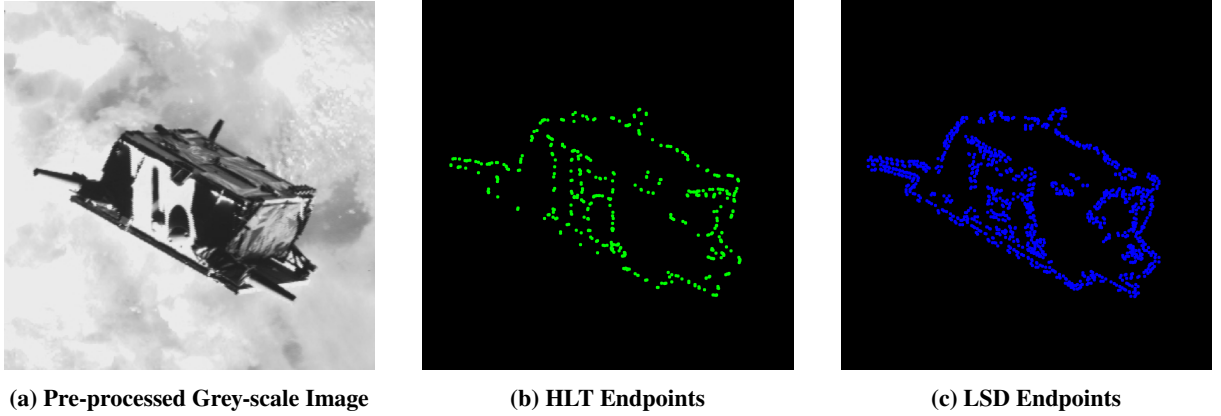 (a) Pre-processed Grey-scale Image
(b) HLT Endpoints
(c) LSD Endpoints